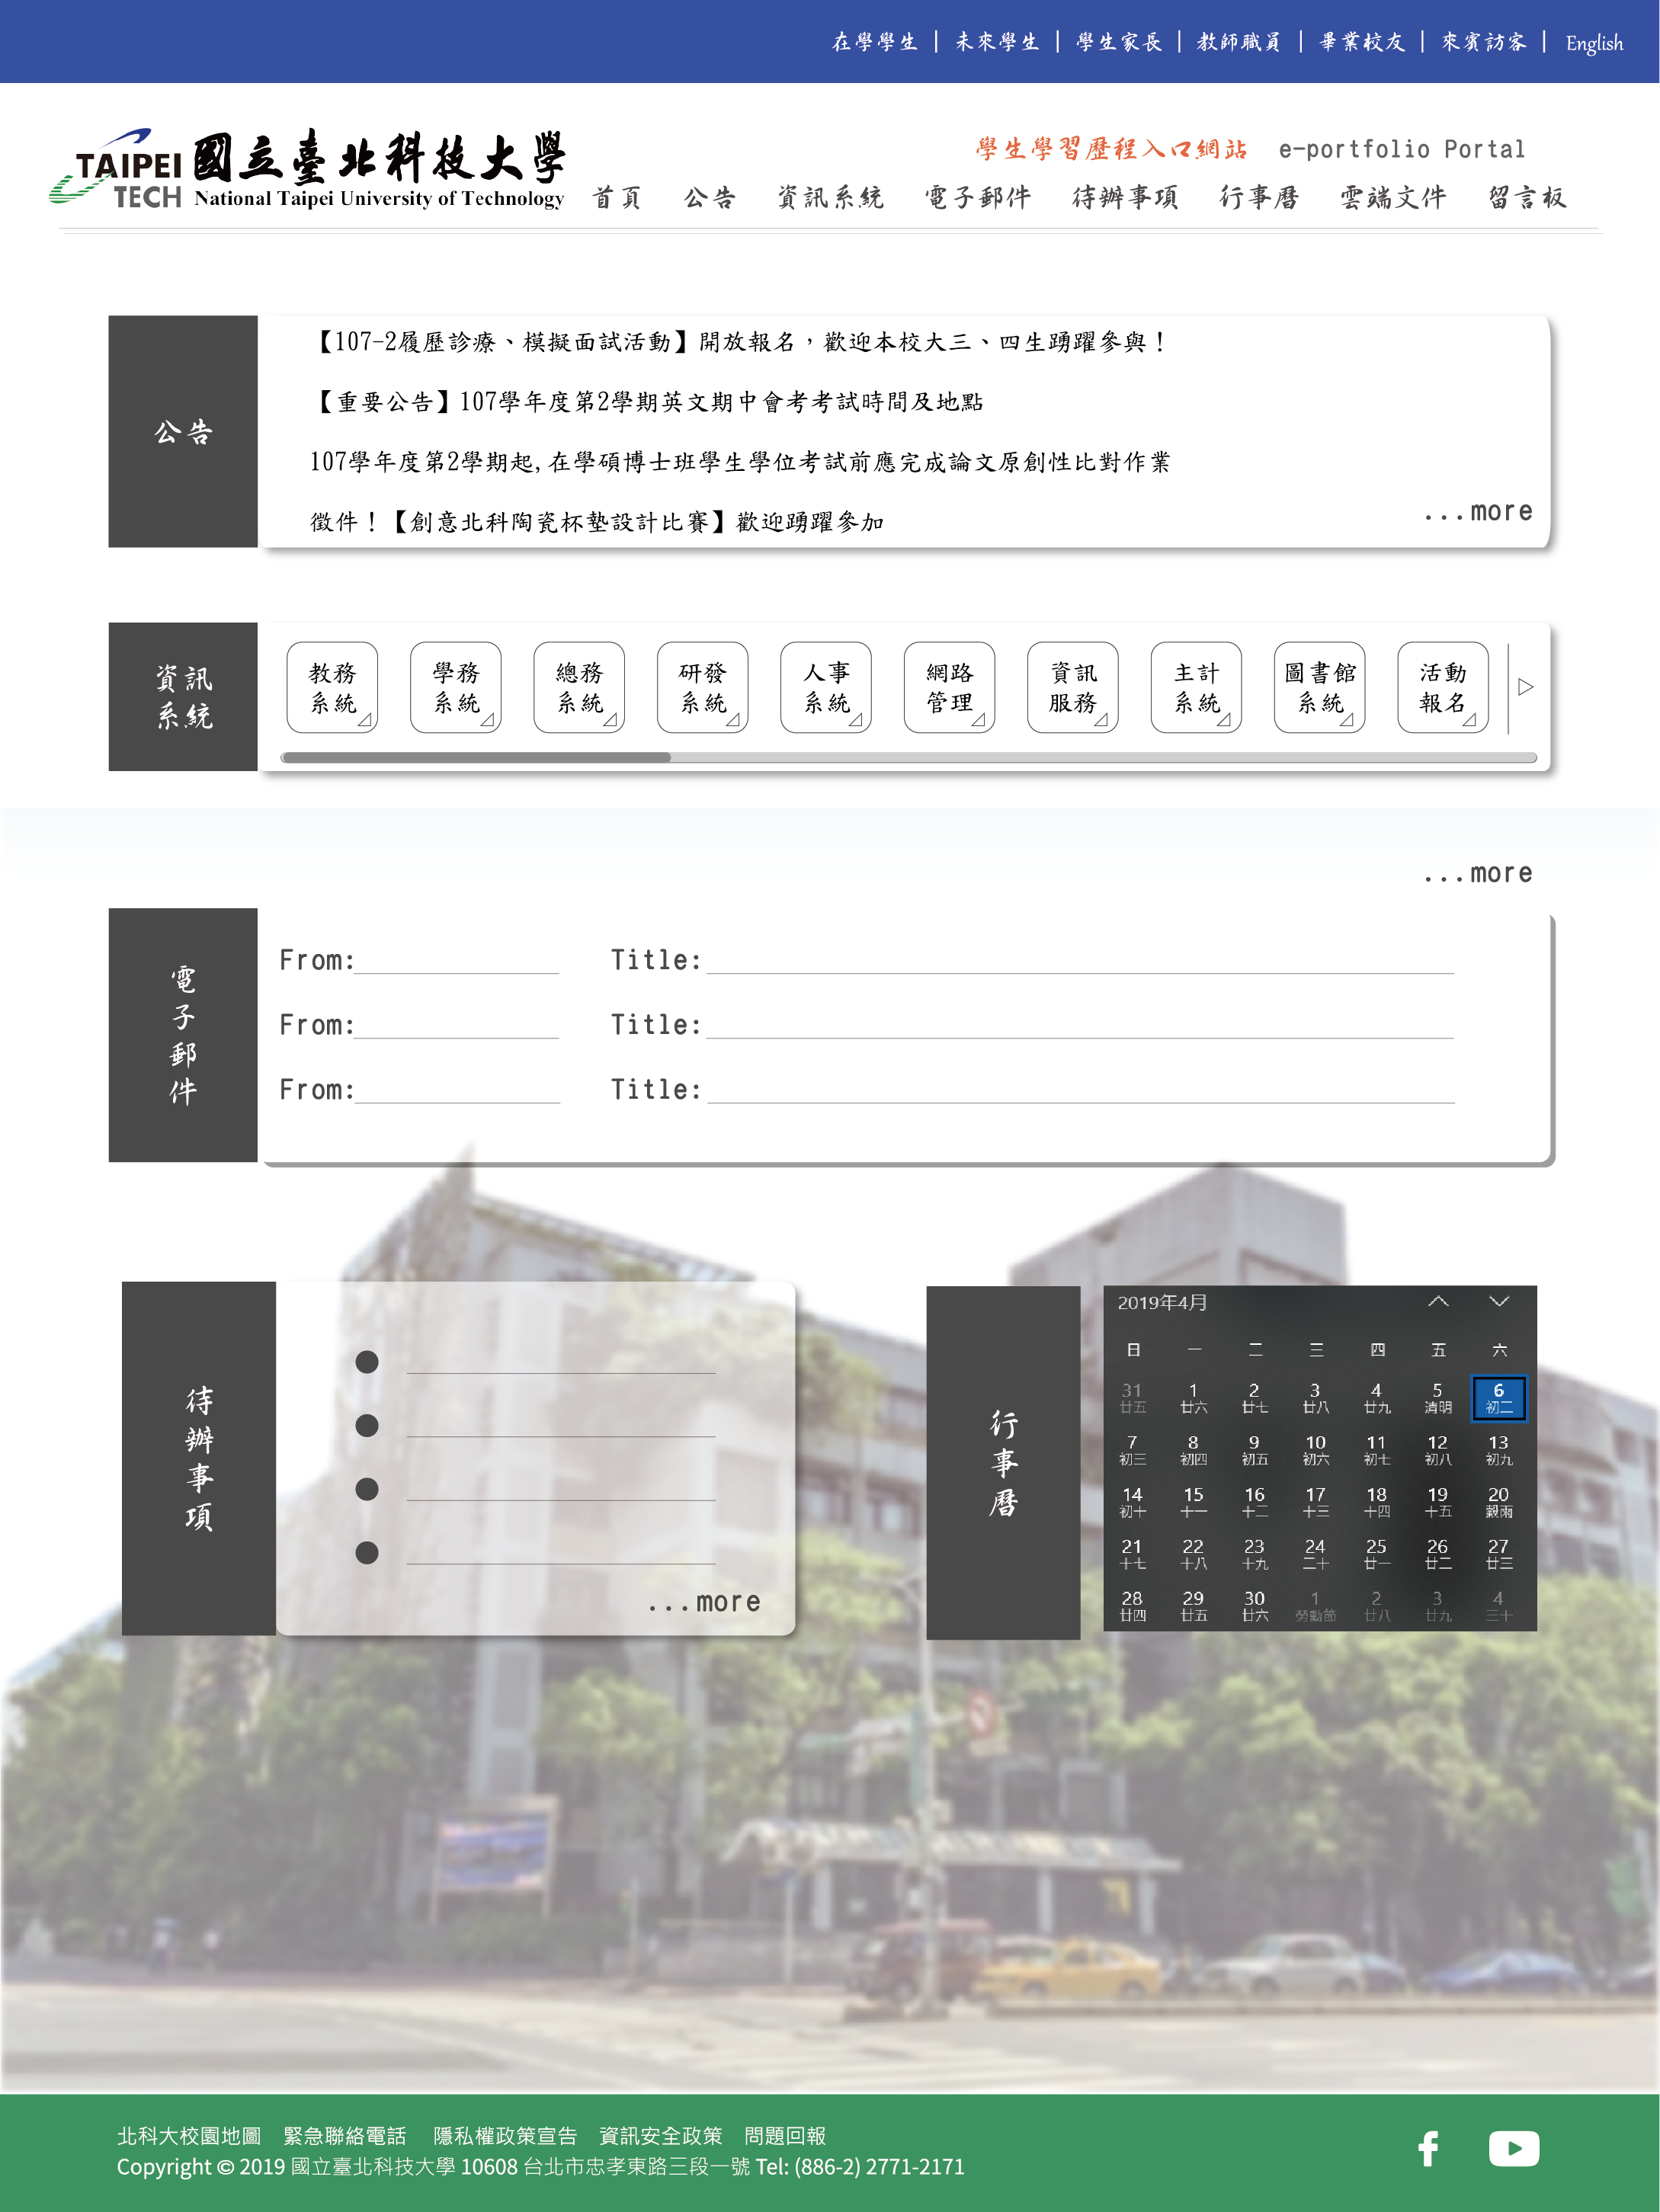 在學學生 | 未來學生 | 學生家長 | 教師職員 | 畢業校友 | 來賓訪客 | English
TAIPEI TECH 國立臺北科技大學
National Taipei University of Technology
學生學習歷程入口網站 e-portfolio Portal
首頁 公告 資訊系統 電子郵件 待辦事項 行事曆 雲端文件 留言板
公告
【107-2履歷診療、模擬面試活動】開放報名，歡迎本校大三、四生踴躍參與！
【重要公告】107學年度第2學期英文期中會考考試時間及地點
107學年度第2學期起,在學碩博士班學生學位考試前應完成論文原創性比對作業
徵件！【創意北科陶瓷杯墊設計比賽】歡迎踴躍參加
...more
資訊系統
教務系統 學務系統 總務系統 研發系統 人事系統 網路管理 資訊服務 主計系統 圖書館系統 活動報名
...more
電子郵件
From: Title:
From: Title:
From: Title:
待辦事項
...more
行事曆
2019年4月
日 一 二 三 四 五 六
31 1 2 3 4 5 6
廿五 廿六 廿七 廿八 廿九 清明 初二
7 8 9 10 11 12 13
初三 初四 初五 初六 初七 初八 初九
14 15 16 17 18 19 20
初十 十一 十二 十三 十四 十五 穀雨
21 22 23 24 25 26 27
十七 十八 十九 二十 廿一 廿二 廿三
28 29 30 1 2 3 4
廿四 廿五 廿六 勞動節 廿八 廿九 三十
北科大校園地圖 緊急聯絡電話 隱私權政策宣告 資訊安全政策 問題回報
Copyright © 2019 國立臺北科技大學 10608 台北市忠孝東路三段一號 Tel: (886-2) 2771-2171